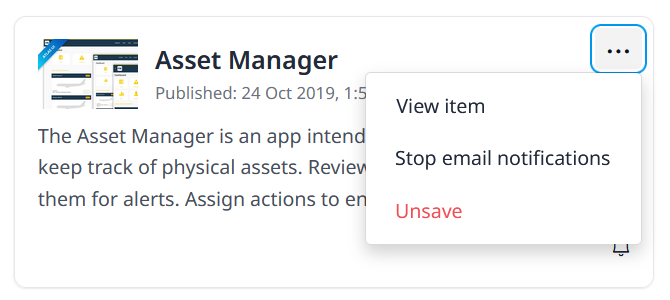 Asset Manager
Published: 24 Oct 2019, 1:5
The Asset Manager is an app intend
keep track of physical assets. Review
them for alerts. Assign actions to en
View item
Stop email notifications
Unsave